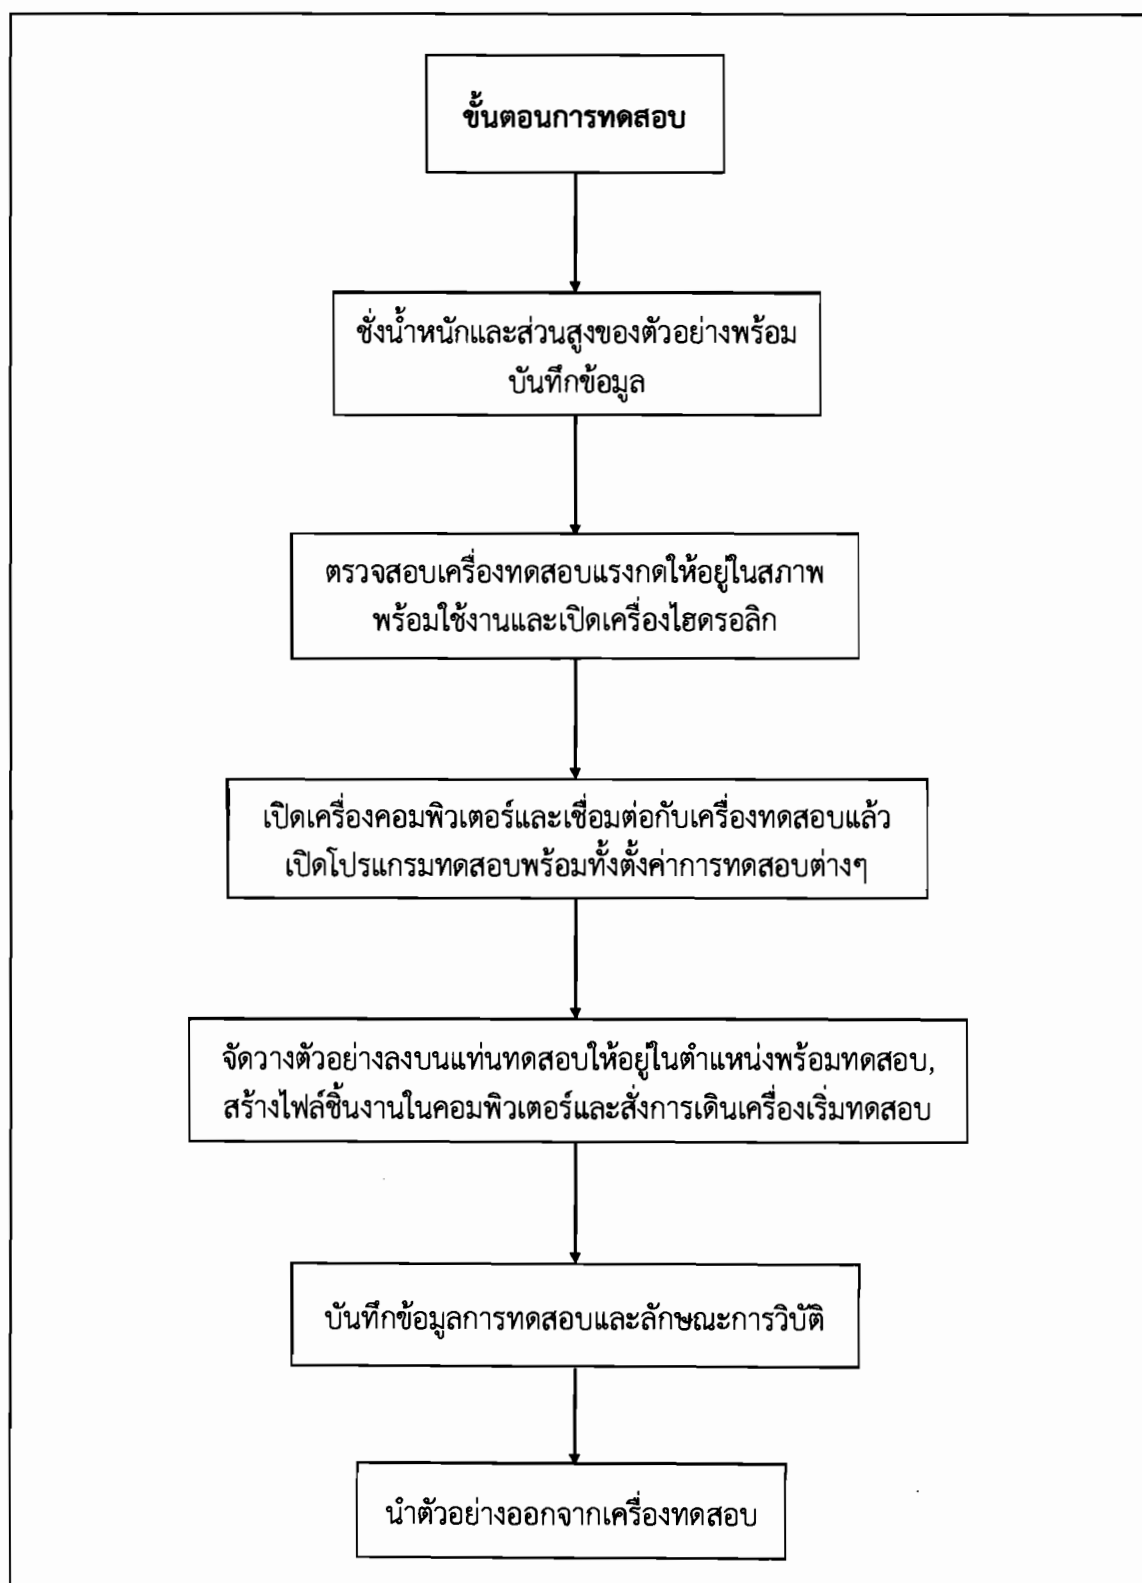 ขั้นตอนการทดสอบ
ชั่งน้ำหนักและส่วนสูงของตัวอย่างพร้อม
บันทึกข้อมูล
ตรวจสอบเครื่องทดสอบแรงกดให้อยู่ในสภาพ
พร้อมใช้งานและเปิดเครื่องไฮดรอลิก
เปิดเครื่องคอมพิวเตอร์และเชื่อมต่อกับเครื่องทดสอบแล้ว
เปิดโปรแกรมทดสอบพร้อมทั้งตั้งค่าการทดสอบต่างๆ
จัดวางตัวอย่างลงบนแท่นทดสอบให้อยู่ในตำแหน่งพร้อมทดสอบ,
สร้างไฟล์ชิ้นงานในคอมพิวเตอร์และสั่งการเดินเครื่องเริ่มทดสอบ
บันทึกข้อมูลการทดสอบและลักษณะการวิบัติ
นำตัวอย่างออกจากเครื่องทดสอบ